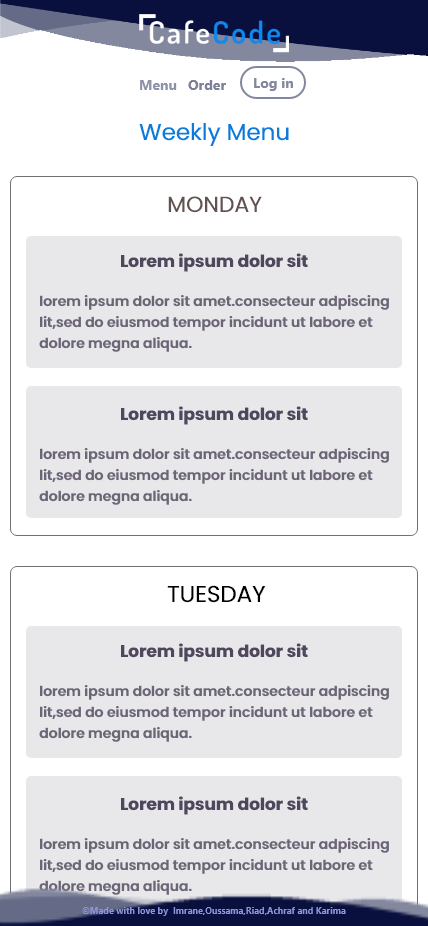 CafeCode
Menu Order Log in
Weekly Menu
MONDAY
Lorem ipsum dolor sit
lorem ipsum dolor sit amet.consecteur adpiscing
lit,sed do eiusmod tempor incidunt ut labore et
dolore megna aliqua.
Lorem ipsum dolor sit
lorem ipsum dolor sit amet.consecteur adpiscing
lit,sed do eiusmod tempor incidunt ut labore et
dolore megna aliqua.
TUESDAY
Lorem ipsum dolor sit
lorem ipsum dolor sit amet.consecteur adpiscing
lit,sed do eiusmod tempor incidunt ut labore et
dolore megna aliqua.
Lorem ipsum dolor sit
lorem ipsum dolor sit amet.consecteur adpiscing
lit,sed do eiusmod tempor incidunt ut labore et
dolore megna aliqua.
©Made with love by Imrane,Oussama,Riad,Achraf and Karima